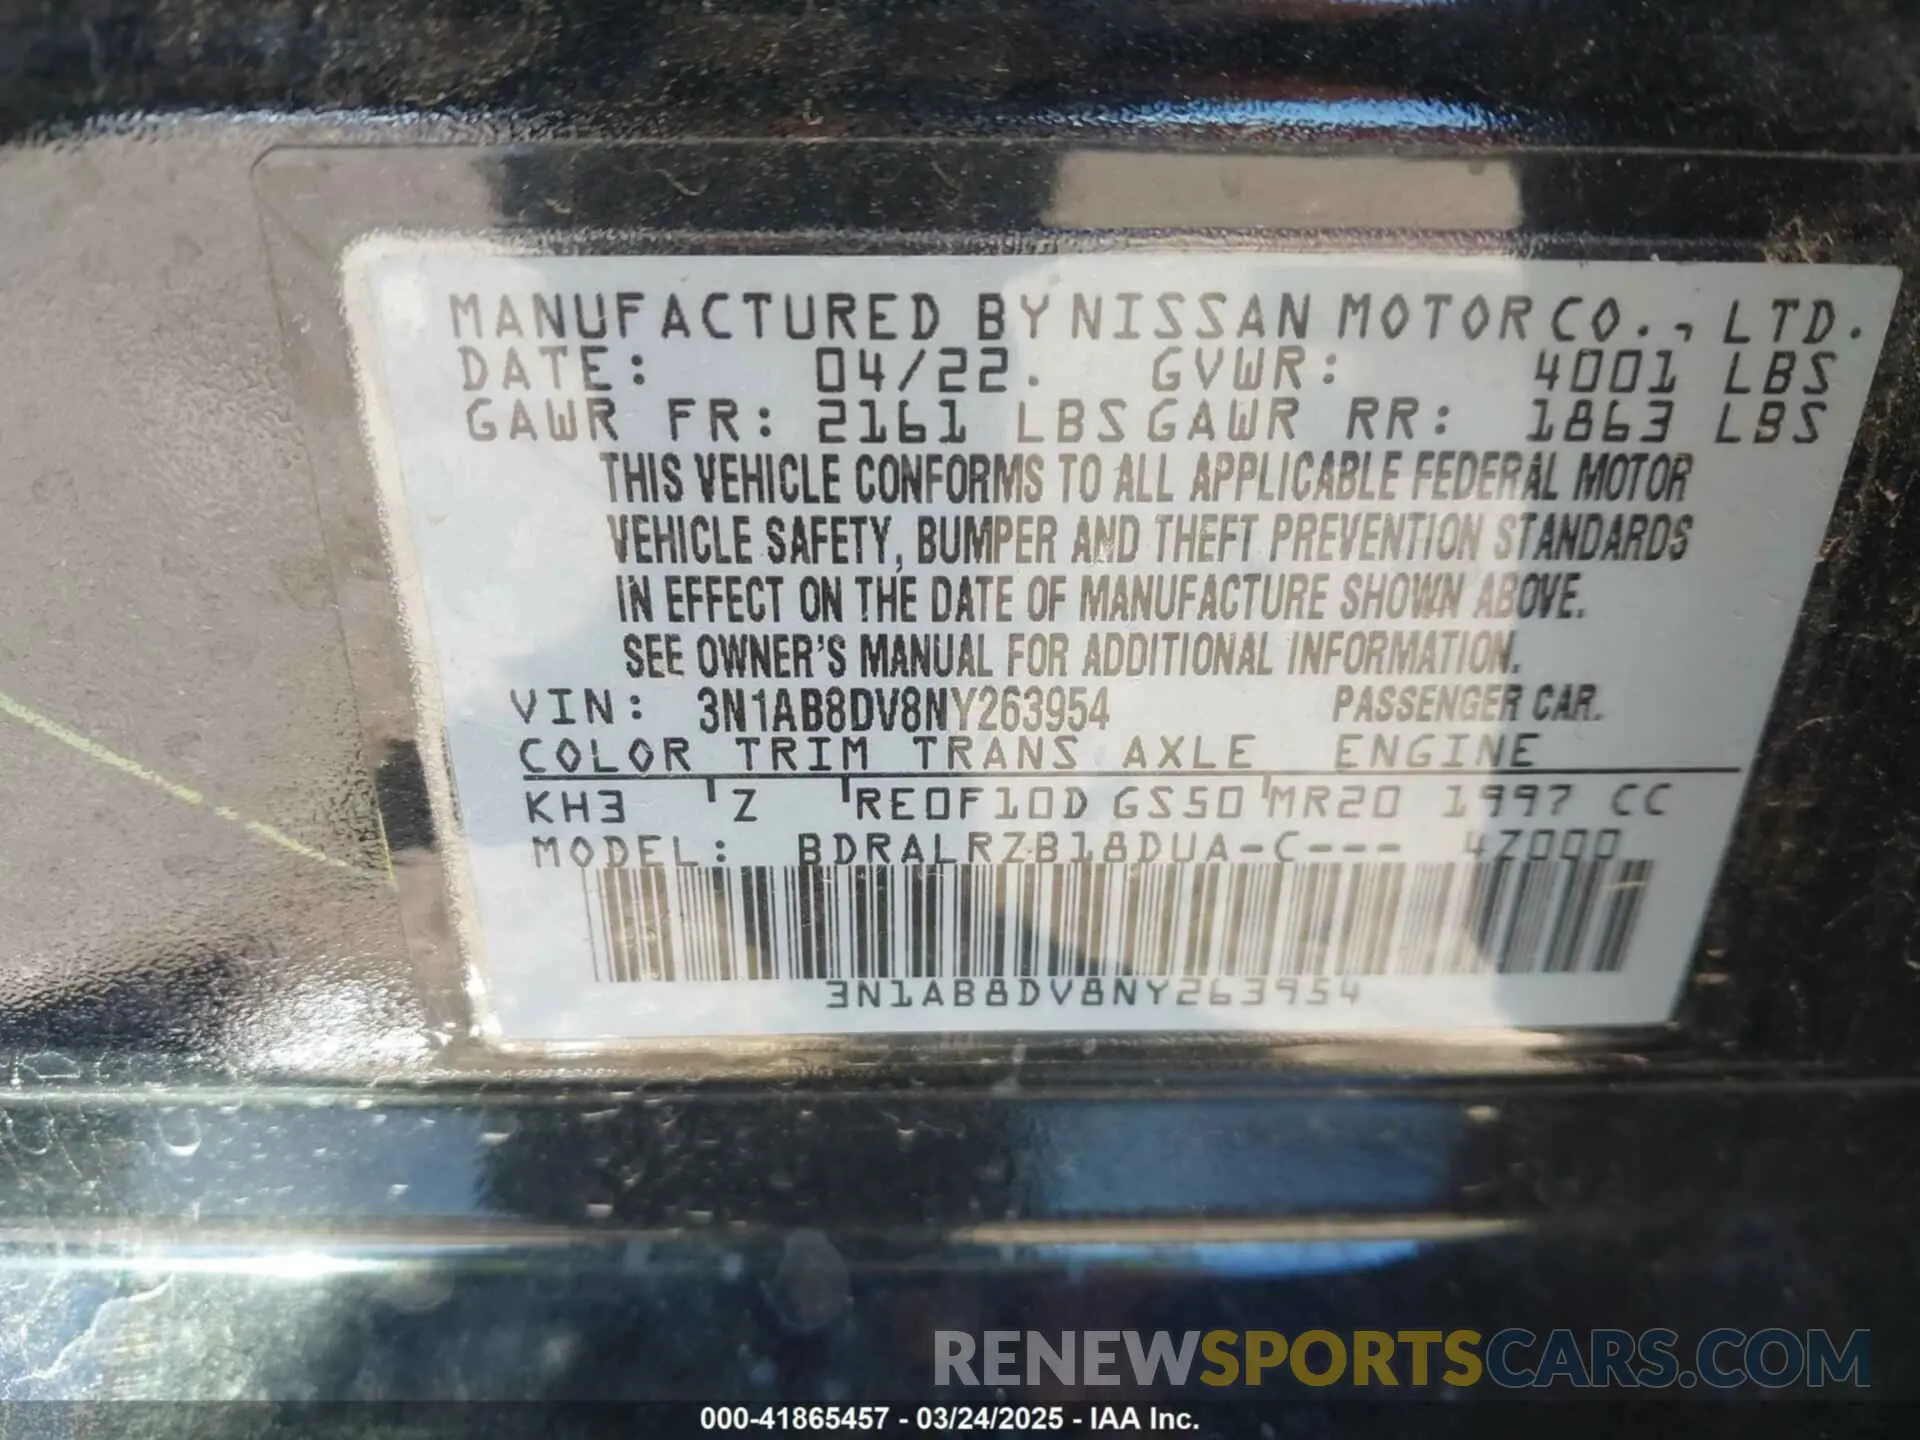 MANUFACTURED BY NISSAN MOTOR CO., LTD.
DATE: 04/22. GVWR: 4001 LBS
GAWR FR: 2161 LBS GAWR RR: 1863 LBS
THIS VEHICLE CONFORMS TO ALL APPLICABLE FEDERAL MOTOR
VEHICLE SAFETY, BUMPER AND THEFT PREVENTION STANDARDS
IN EFFECT ON THE DATE OF MANUFACTURE SHOWN ABOVE.
SEE OWNER'S MANUAL FOR ADDITIONAL INFORMATION.
VIN: 3N1AB8DV8NY263954 PASSENGER CAR.
COLOR TRIM TRANS AXLE ENGINE
KH3 Z RE0F10D GS50 MR20 1997 CC
MODEL: BDRALRZB18DUA-C--- 4Z000
3N1AB8DV8NY263954
RENEWSPORTSCARS.COM
000-41865457 - 03/24/2025 - IAA Inc.